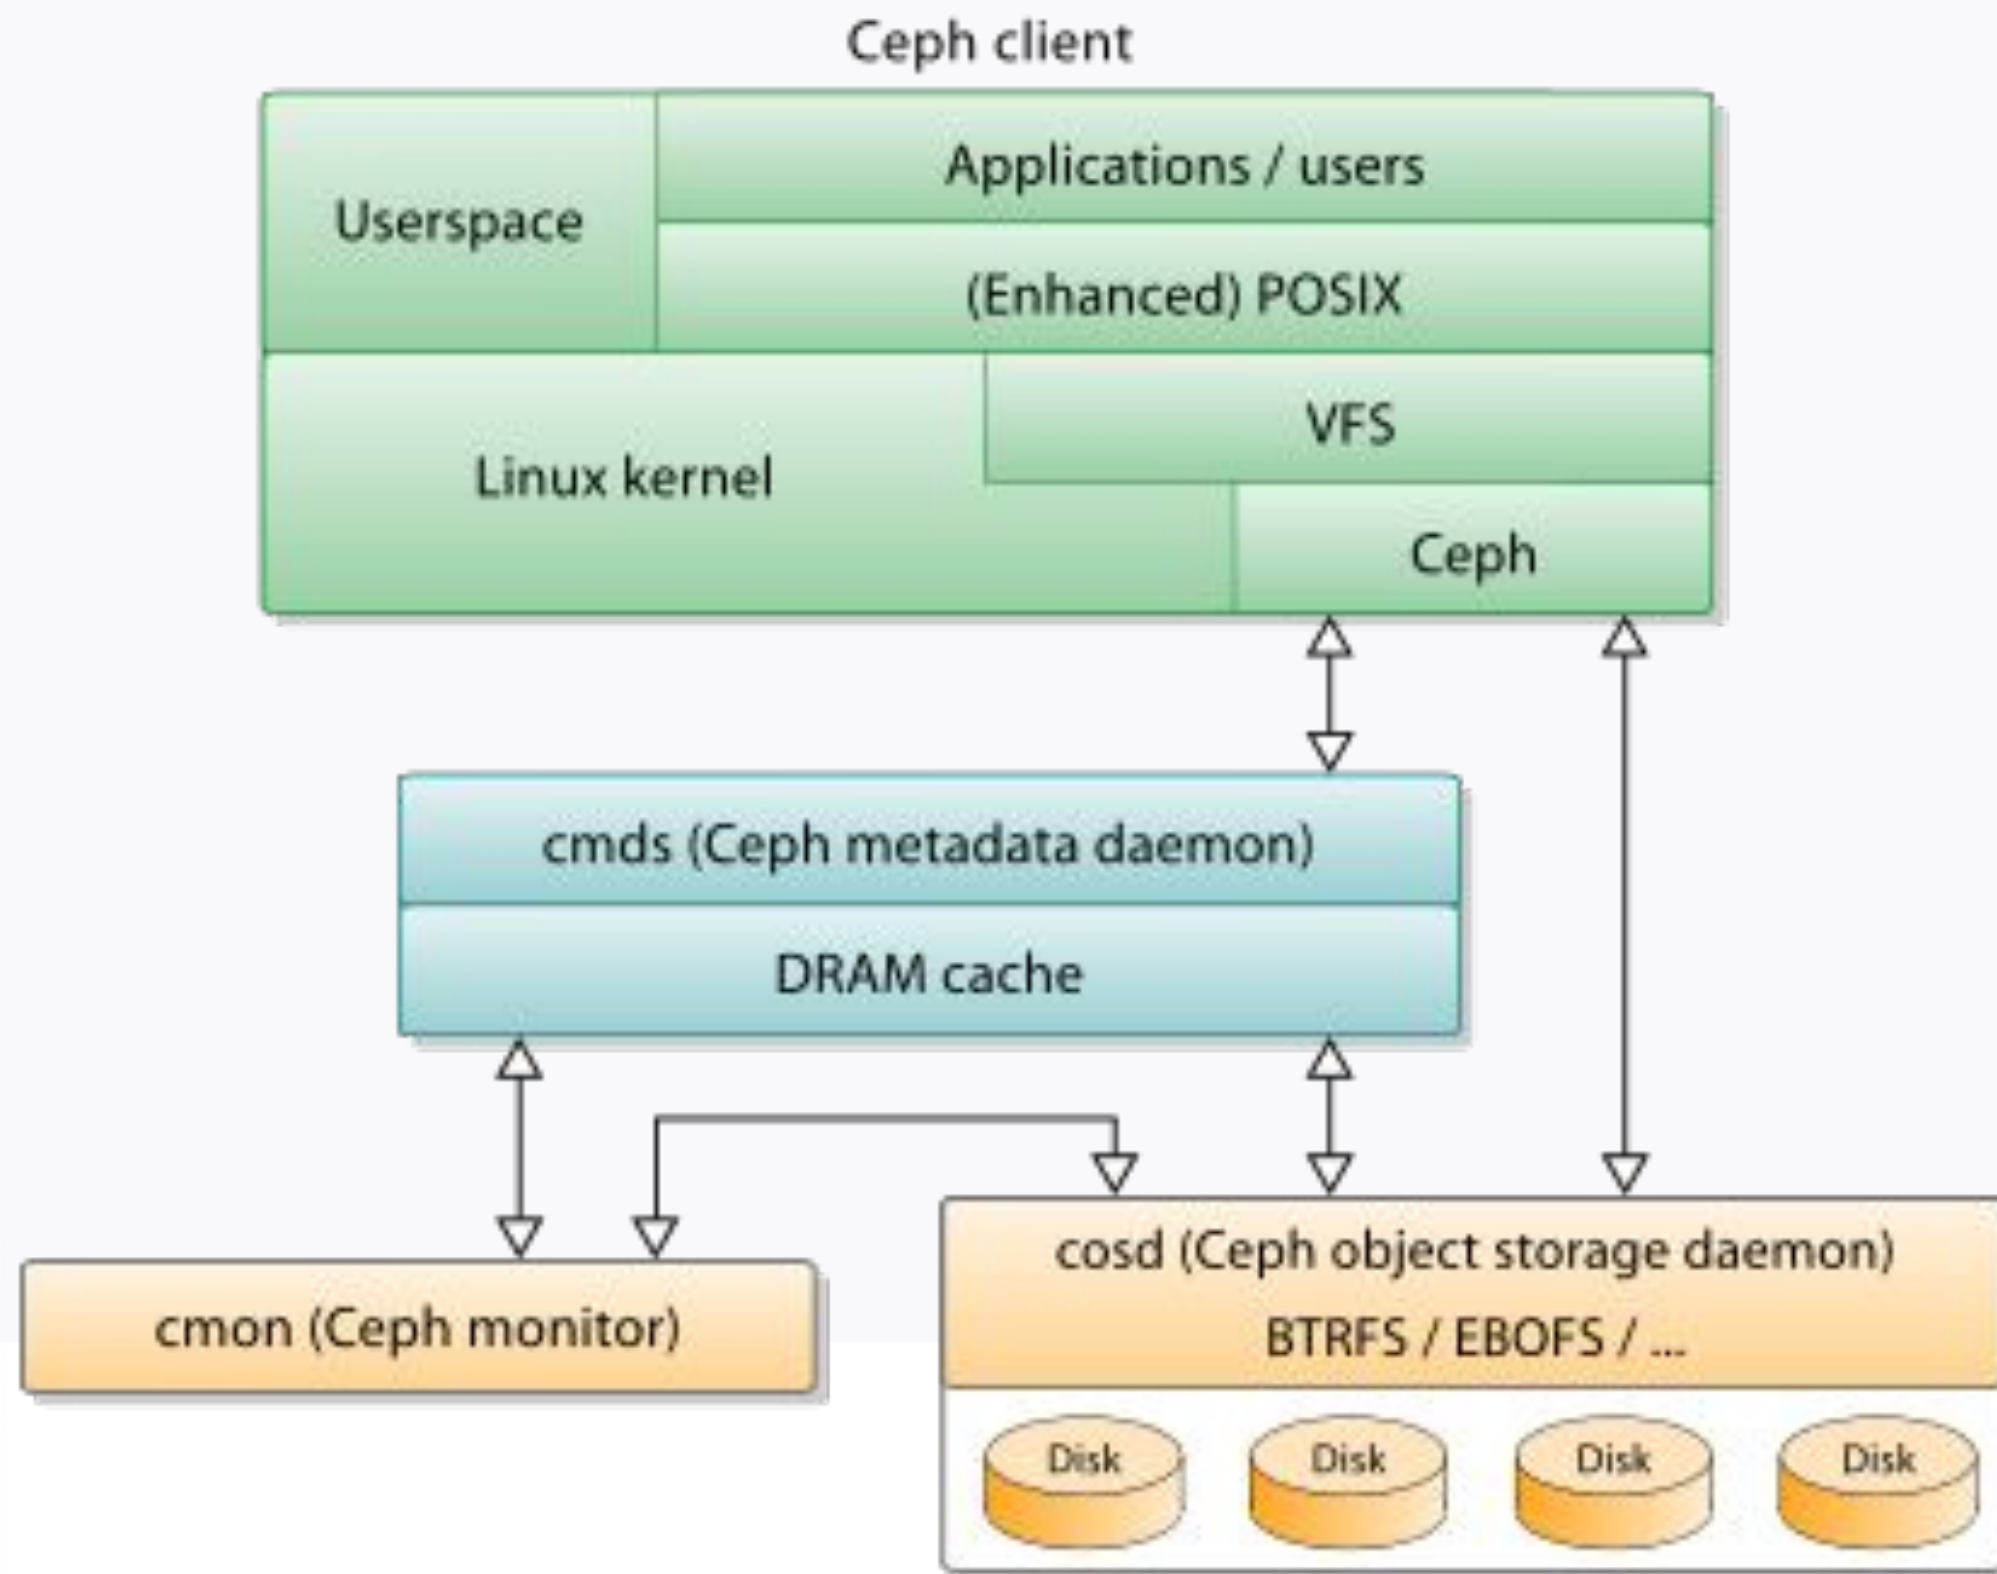 Ceph client
Userspace
Applications / users
(Enhanced) POSIX
Linux kernel
VFS
Ceph
cmds (Ceph metadata daemon)
DRAM cache
cmon (Ceph monitor)
cosd (Ceph object storage daemon)
BTRFS / EBOFS / ...
Disk
Disk
Disk
Disk